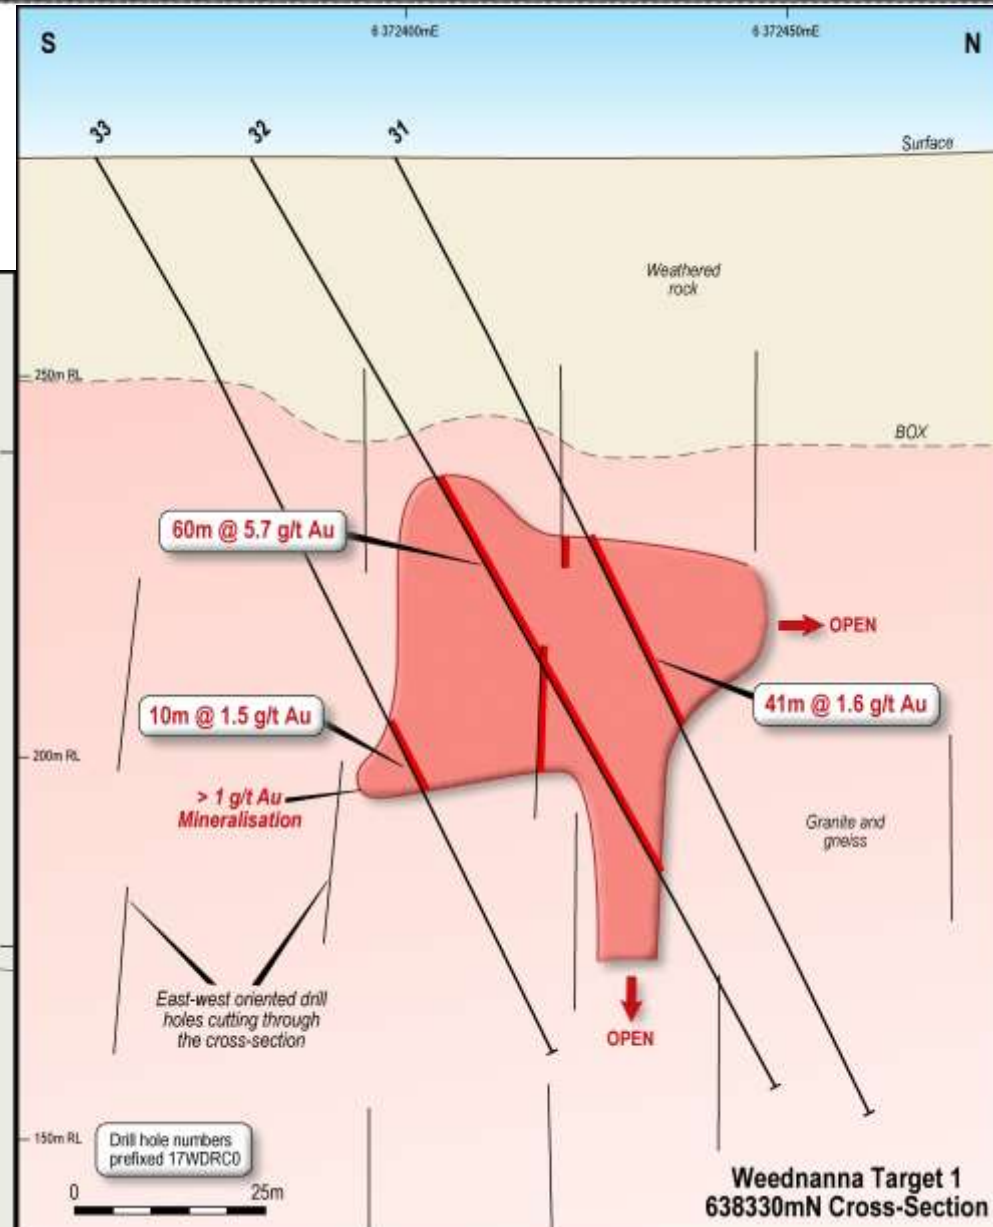 6 372400mE
6 372450mE
S
N
33
32
31
Surface
Weathered
rock
250m RL
BOX
60m @ 5.7 g/t Au
OPEN
10m @ 1.5 g/t Au
41m @ 1.6 g/t Au
200m RL
> 1 g/t Au
Mineralisation
Granite and
gneiss
East-west oriented drill
holes cutting through
the cross-section
OPEN
150m RL
Drill hole numbers
prefixed 17WDRC0
0
25m
Weednanna Target 1
638330mN Cross-Section